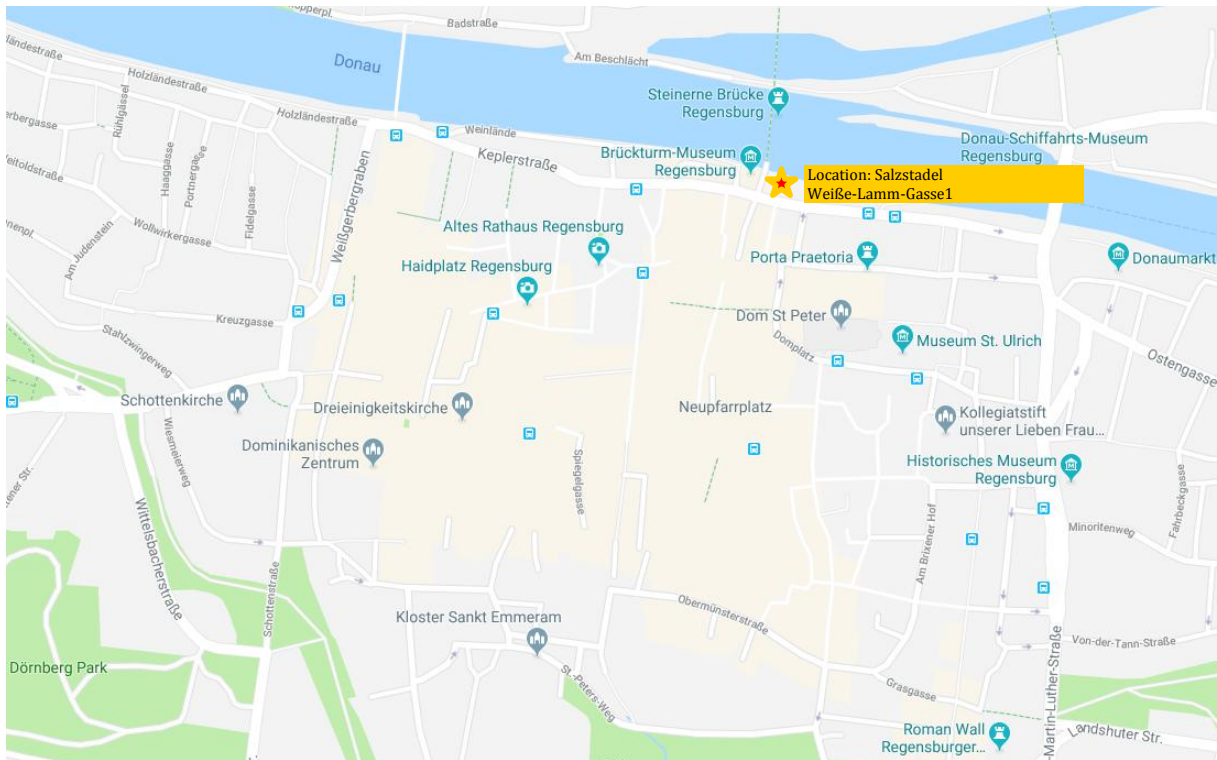 Badstraße
Am Beschlächt
Donau
Holzländestraße
Holzländestraße
Rühlgässel
Haaggasse
Portnergasse
Fidelgasse
Wollwirkergasse
Am Judenstein
Weißgerbergraben
Weinlände
Keplerstraße
Steinerne Brücke
Regensburg
Brückturm-Museum
Regensburg
Donau-Schiffahrts-Museum
Regensburg
Location: Salzstadel
Weiße-Lamm-Gasse1
Altes Rathaus Regensburg
Haidplatz Regensburg
Porta Praetoria
Donaumarkt
Kreuzgasse
Stahlzwingerweg
Dom St Peter
Domplatz
Museum St. Ulrich
Ostengasse
Schottenkirche
Dreieinigkeitskirche
Neupfarrplatz
Kollegiatstift
unserer Lieben Frau...
Wiesmeierweg
Dominikanisches
Zentrum
Spiegelgasse
Historisches Museum
Regensburg
Fahrbeckgasse
Minoritenweg
Am Brixener Hof
Wittelsbacherstraße
Schottenstraße
Kloster Sankt Emmeram
Obermünsterstraße
Von-der-Tann-Straße
Dörnberg Park
St.-Peters-Weg
Grasgasse
Martin-Luther-Straße
Roman Wall
Regensburger...
Landshuter Str.